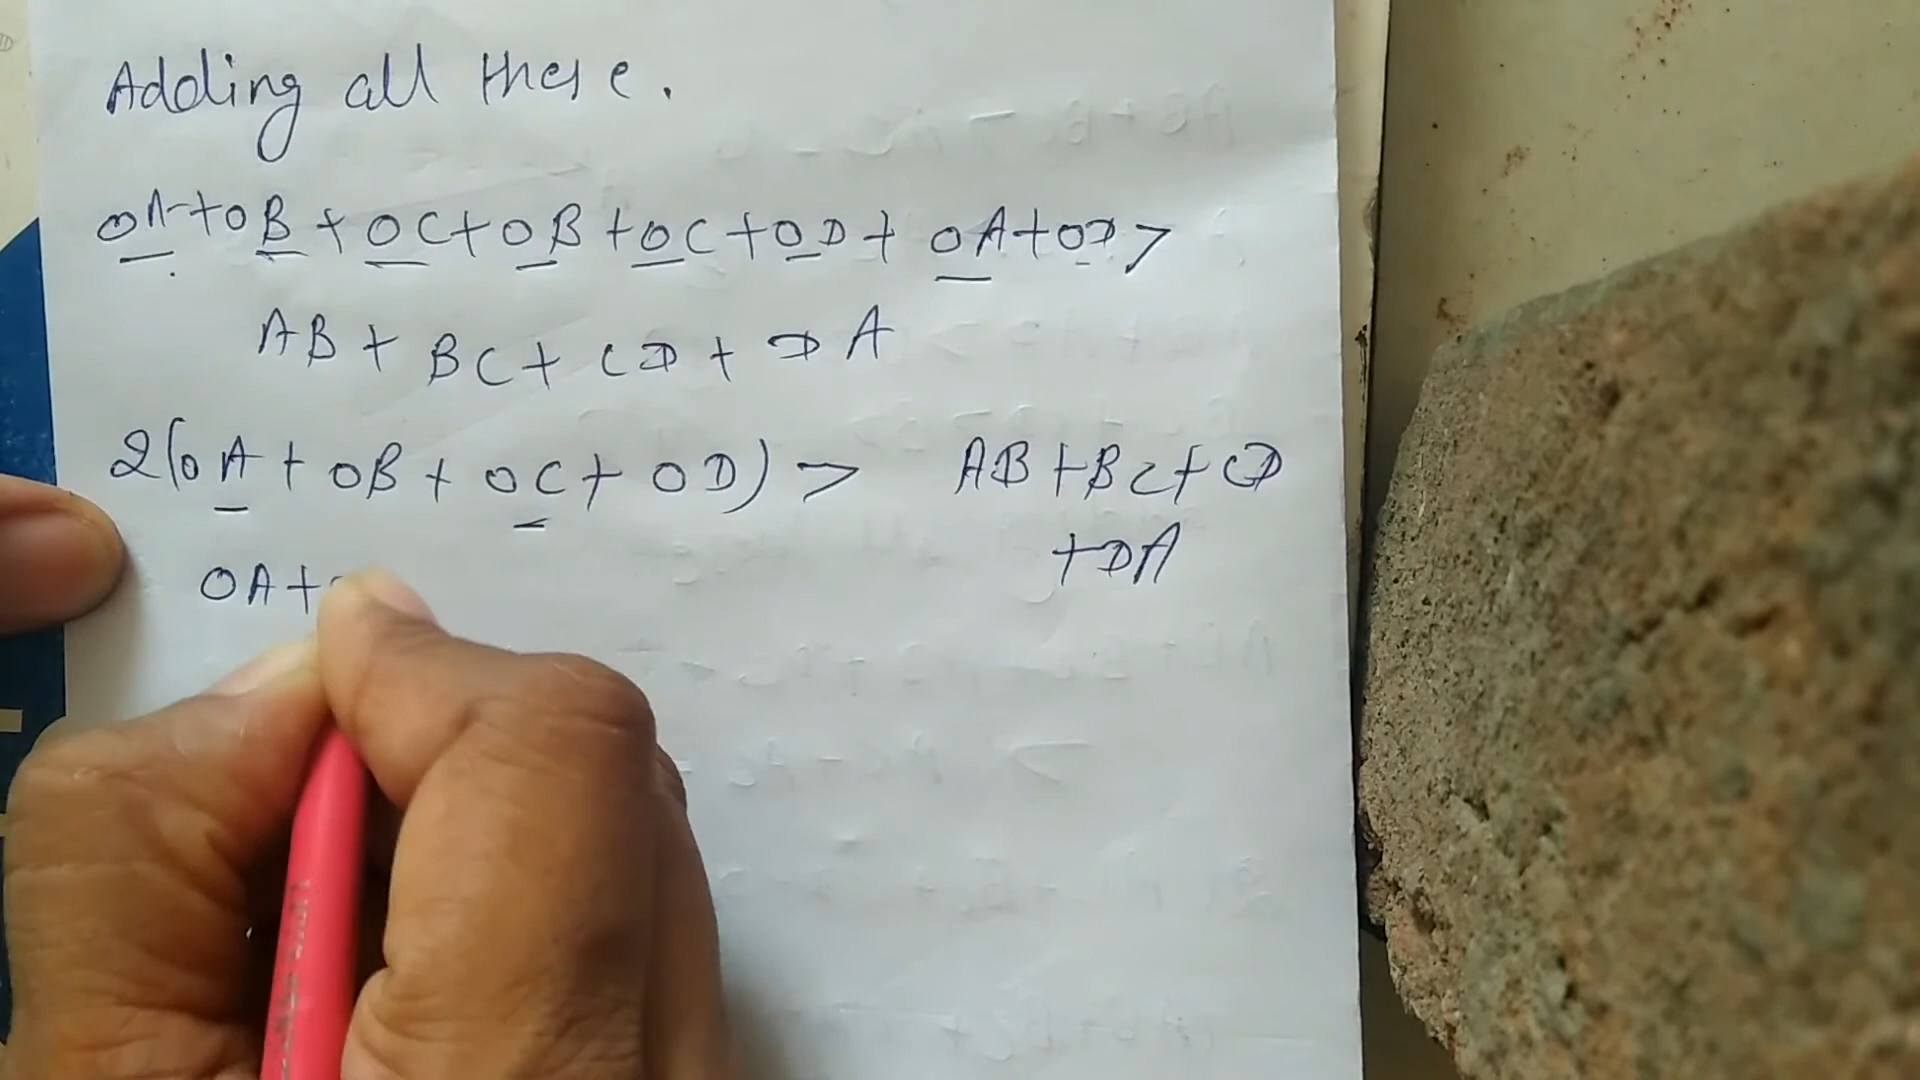 Adding all these.
OA+OB+OC+OB+OC+OD+OA+OD>
AB+BC+CD+DA
2(OA+OB+OC+OD)> AB+BC+CD
+DA
OA+